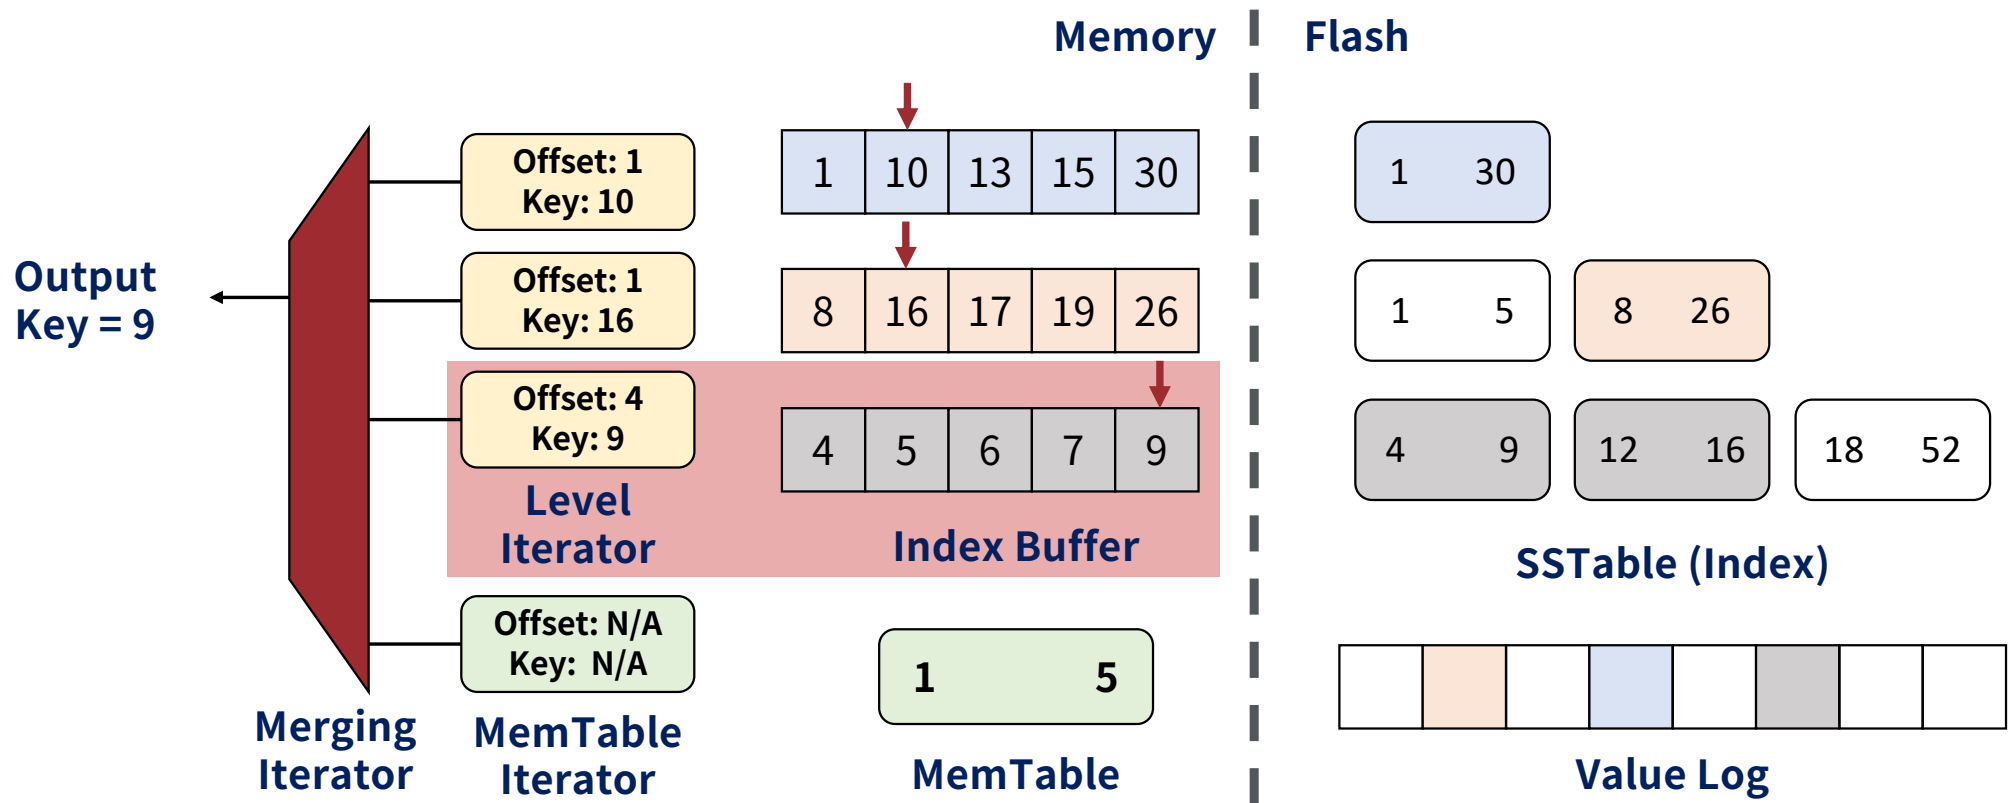 Memory
Flash
Offset: 1
Key: 10
1 10 13 15 30
1 30
Output
Key = 9
Offset: 1
Key: 16
8 16 17 19 26
1 5
8 26
Offset: 4
Key: 9
4 5 6 7 9
4 9
12 16
18 52
Level
Iterator
Index Buffer
SSTable (Index)
Offset: N/A
Key: N/A
1 5
Merging
Iterator
MemTable
Iterator
MemTable
Value Log